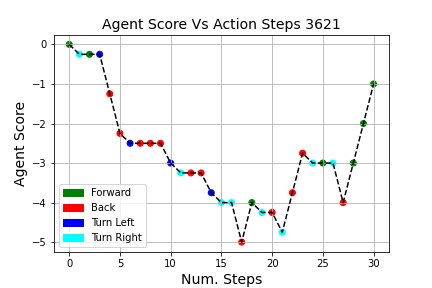 Agent Score Vs Action Steps 3621
Agent Score
0
−1
−2
−3
−4
−5
Forward
Back
Turn Left
Turn Right
0 5 10 15 20 25 30
Num. Steps